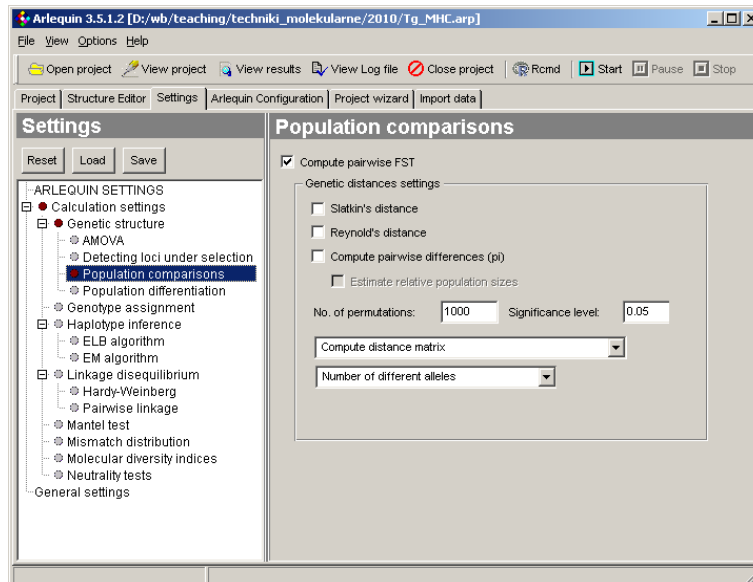 Arlequin 3.5.1.2 [D:/wb/teaching/techniki_molekularne/2010/Tg_MHC.arp]
File View Options Help
Open project View project View results View Log file Close project Rcmd Start Pause Stop
Project Structure Editor Settings Arlequin Configuration Project wizard Import data
Settings
Reset Load Save
ARLEQUIN SETTINGS
Calculation settings
Genetic structure
AMOVA
Detecting loci under selection
Population comparisons
Population differentiation
Genotype assignment
Haplotype inference
ELB algorithm
EM algorithm
Linkage disequilibrium
Hardy-Weinberg
Pairwise linkage
Mantel test
Mismatch distribution
Molecular diversity indices
Neutrality tests
General settings
Population comparisons
Compute pairwise FST
Genetic distances settings
Slatkin's distance
Reynold's distance
Compute pairwise differences (pi)
Estimate relative population sizes
No. of permutations: 1000 Significance level: 0.05
Compute distance matrix
Number of different alleles